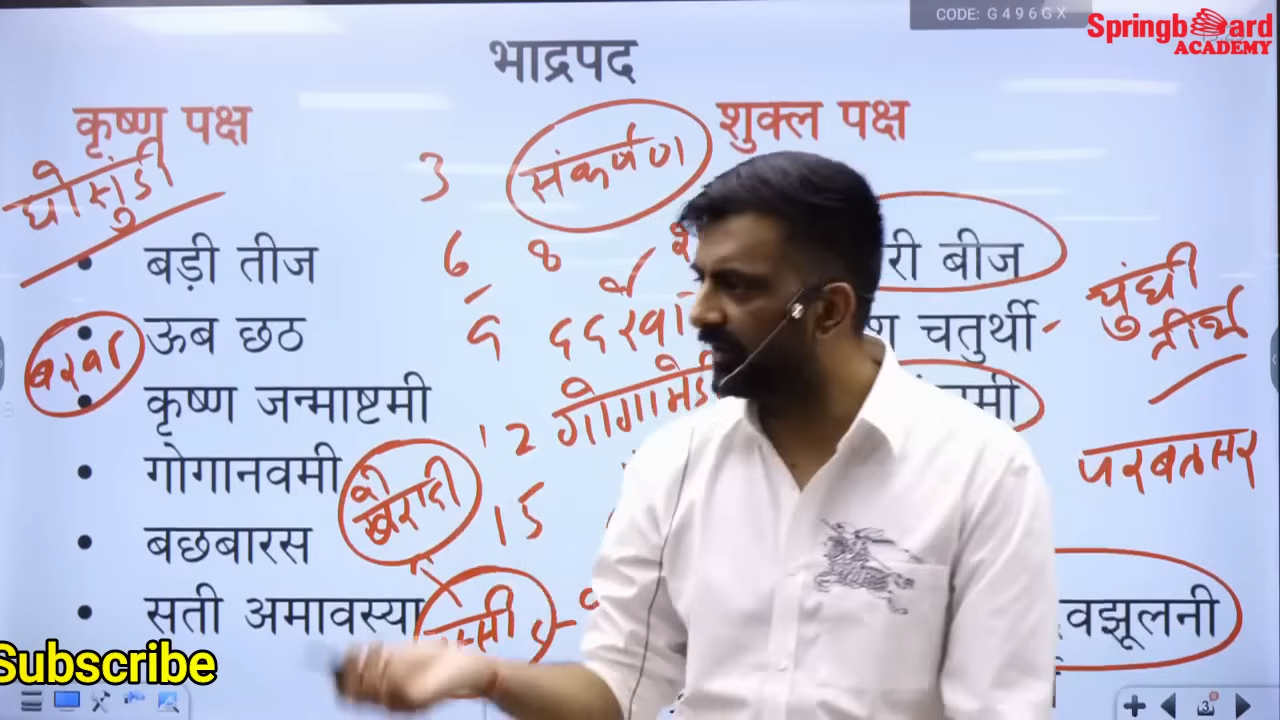 CODE: G496GX
Springboard
ACADEMY
भाद्रपद
कृष्ण पक्ष
शुक्ल पक्ष
घोसुंडी
3
संकर्षण
बड़ी तीज
6
8
री बीज
घुंघी
तीर्थ
ऊब छठ
चतुर्थी
कृष्ण जन्माष्टमी
12
गोगामेडी
परबतसर
गोगानवमी
15
बछबारस
सती अमावस्या
वझूलनी
Subscribe
3